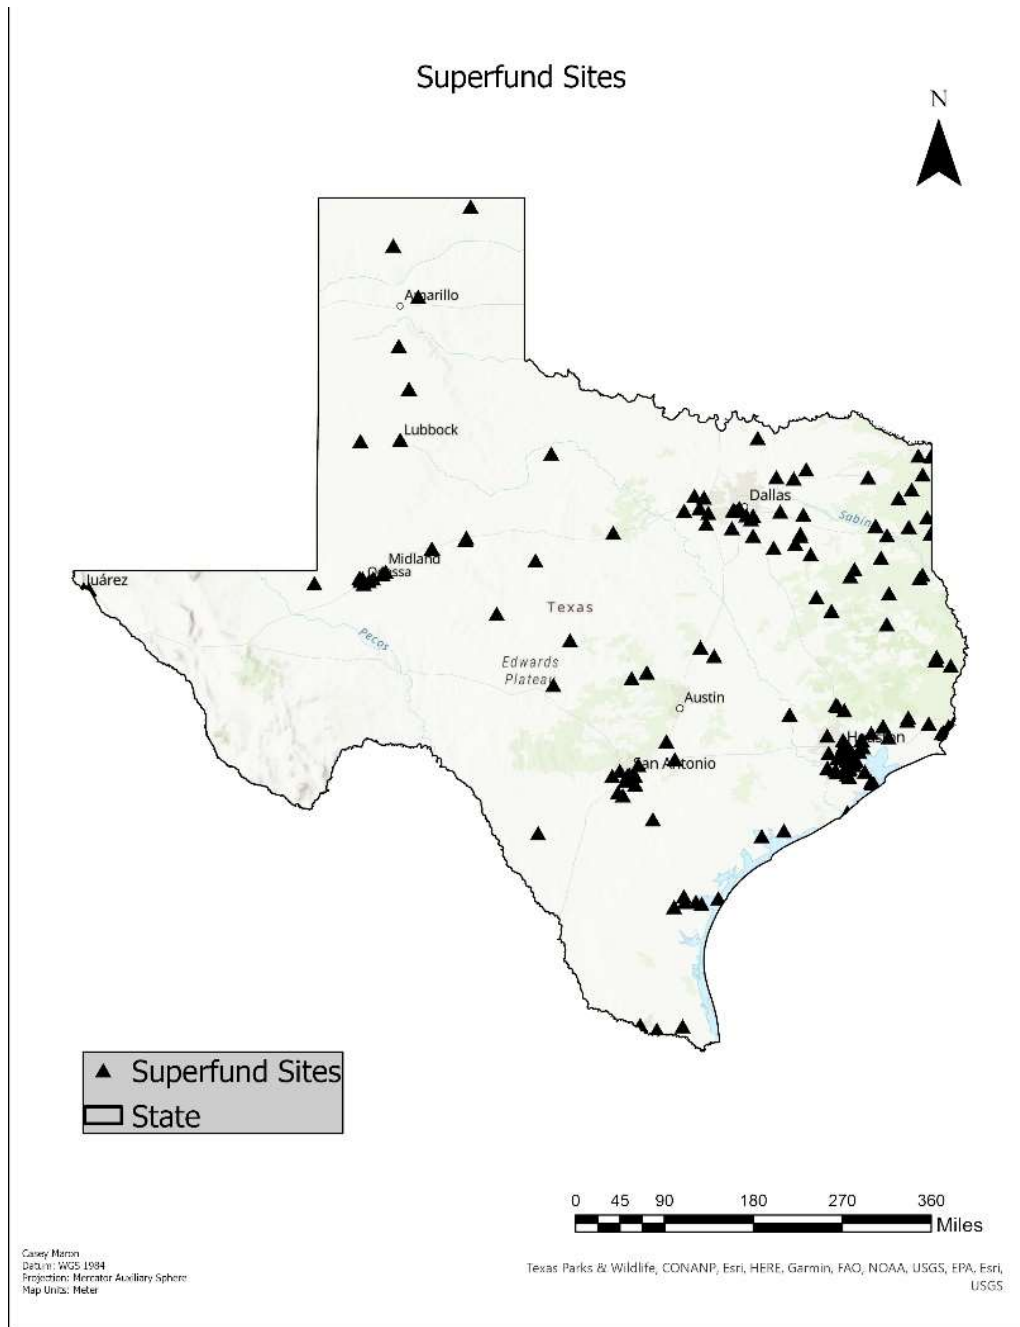 Superfund Sites
N
Amarillo
Lubbock
Dallas
Sabin
Midland
Odessa
Juárez
Texas
Pecos
Edwards
Plateau
Austin
Houston
San Antonio
Superfund Sites
State
0 45 90 180 270 360
Miles
Casey Maron
Datum: WGS 1984
Projection: Mercator Auxiliary Sphere
Map Units: Meter
Texas Parks & Wildlife, CONANP, Esri, HERE, Garmin, FAO, NOAA, USGS, EPA, Esri,
USGS